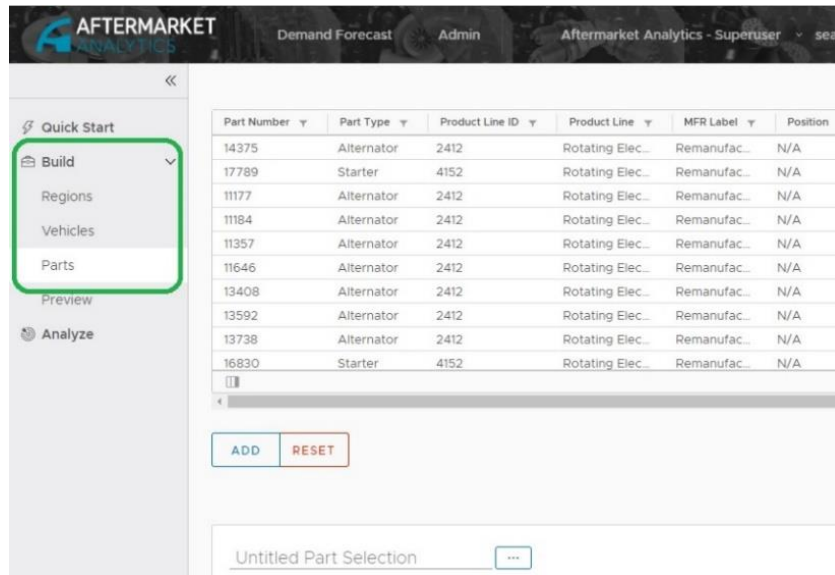 AFTERMARKET
ANALYTICS
Demand Forecast Admin Aftermarket Analytics - Superuser sea
Quick Start
Build
Regions
Vehicles
Parts
Preview
Analyze
Part Number Part Type Product Line ID Product Line MFR Label Position
14375 Alternator 2412 Rotating Elec... Remanufac... N/A
17789 Starter 4152 Rotating Elec... Remanufac... N/A
11177 Alternator 2412 Rotating Elec... Remanufac... N/A
11184 Alternator 2412 Rotating Elec... Remanufac... N/A
11357 Alternator 2412 Rotating Elec... Remanufac... N/A
11646 Alternator 2412 Rotating Elec... Remanufac... N/A
13408 Alternator 2412 Rotating Elec... Remanufac... N/A
13592 Alternator 2412 Rotating Elec... Remanufac... N/A
13738 Alternator 2412 Rotating Elec... Remanufac... N/A
16830 Starter 4152 Rotating Elec... Remanufac... N/A
ADD RESET
Untitled Part Selection ...